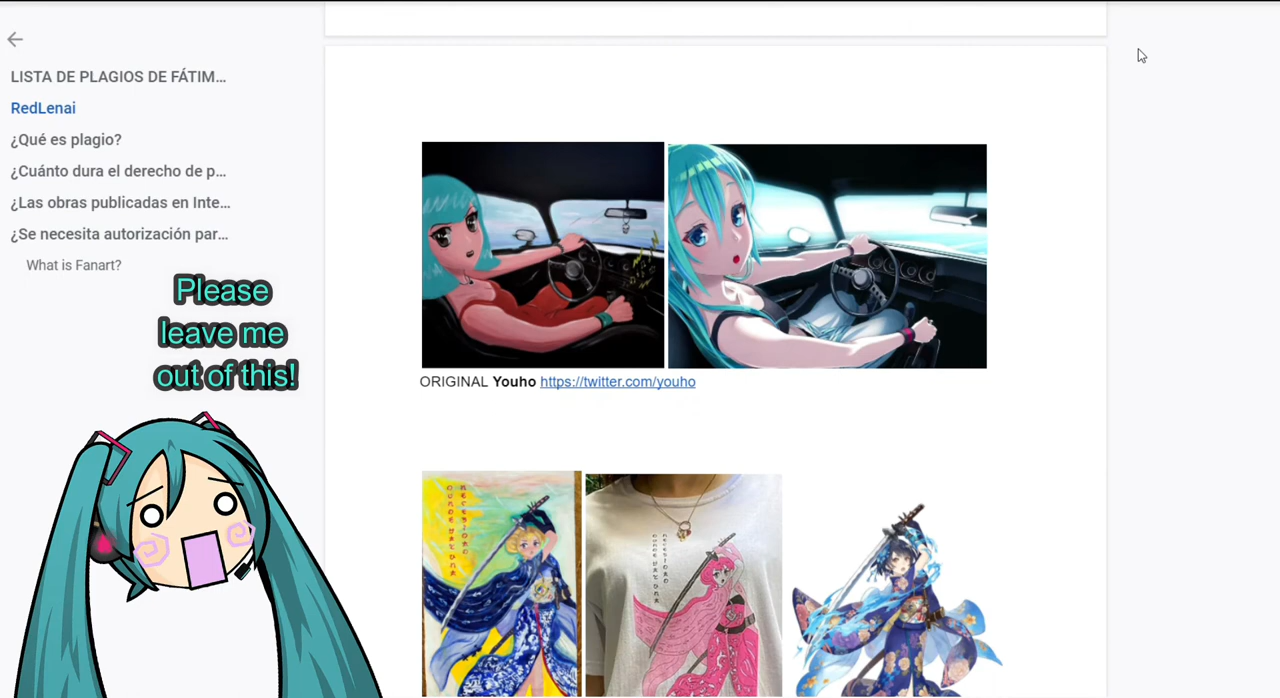 LISTA DE PLAGIOS DE FÁTIM...
RedLenai
¿Qué es plagio?
¿Cuánto dura el derecho de p...
¿Las obras publicadas en Inte...
¿Se necesita autorización par...
What is Fanart?
Please
leave me
out of this!
ORIGINAL Youho https://twitter.com/youho